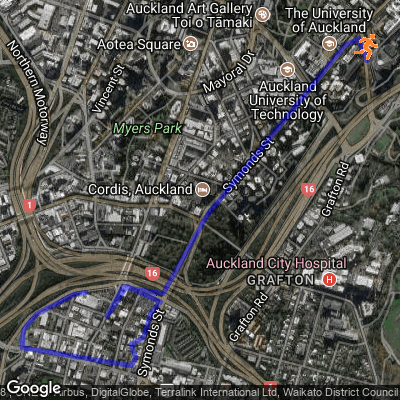 Auckland Art Gallery
Toi o Tāmaki
The University
of Auckland
Aotea Square
Northern Motorway
Vincent St
Mayoral Dr
Auckland
University of
Technology
Myers Park
Symonds St
Cordis, Auckland
16
Grafton Rd
1
16
Auckland City Hospital
GRAFTON
H
Grafton Rd
Symonds St
Google
Airbus, DigitalGlobe, Terralink International Ltd, Waikato District Council